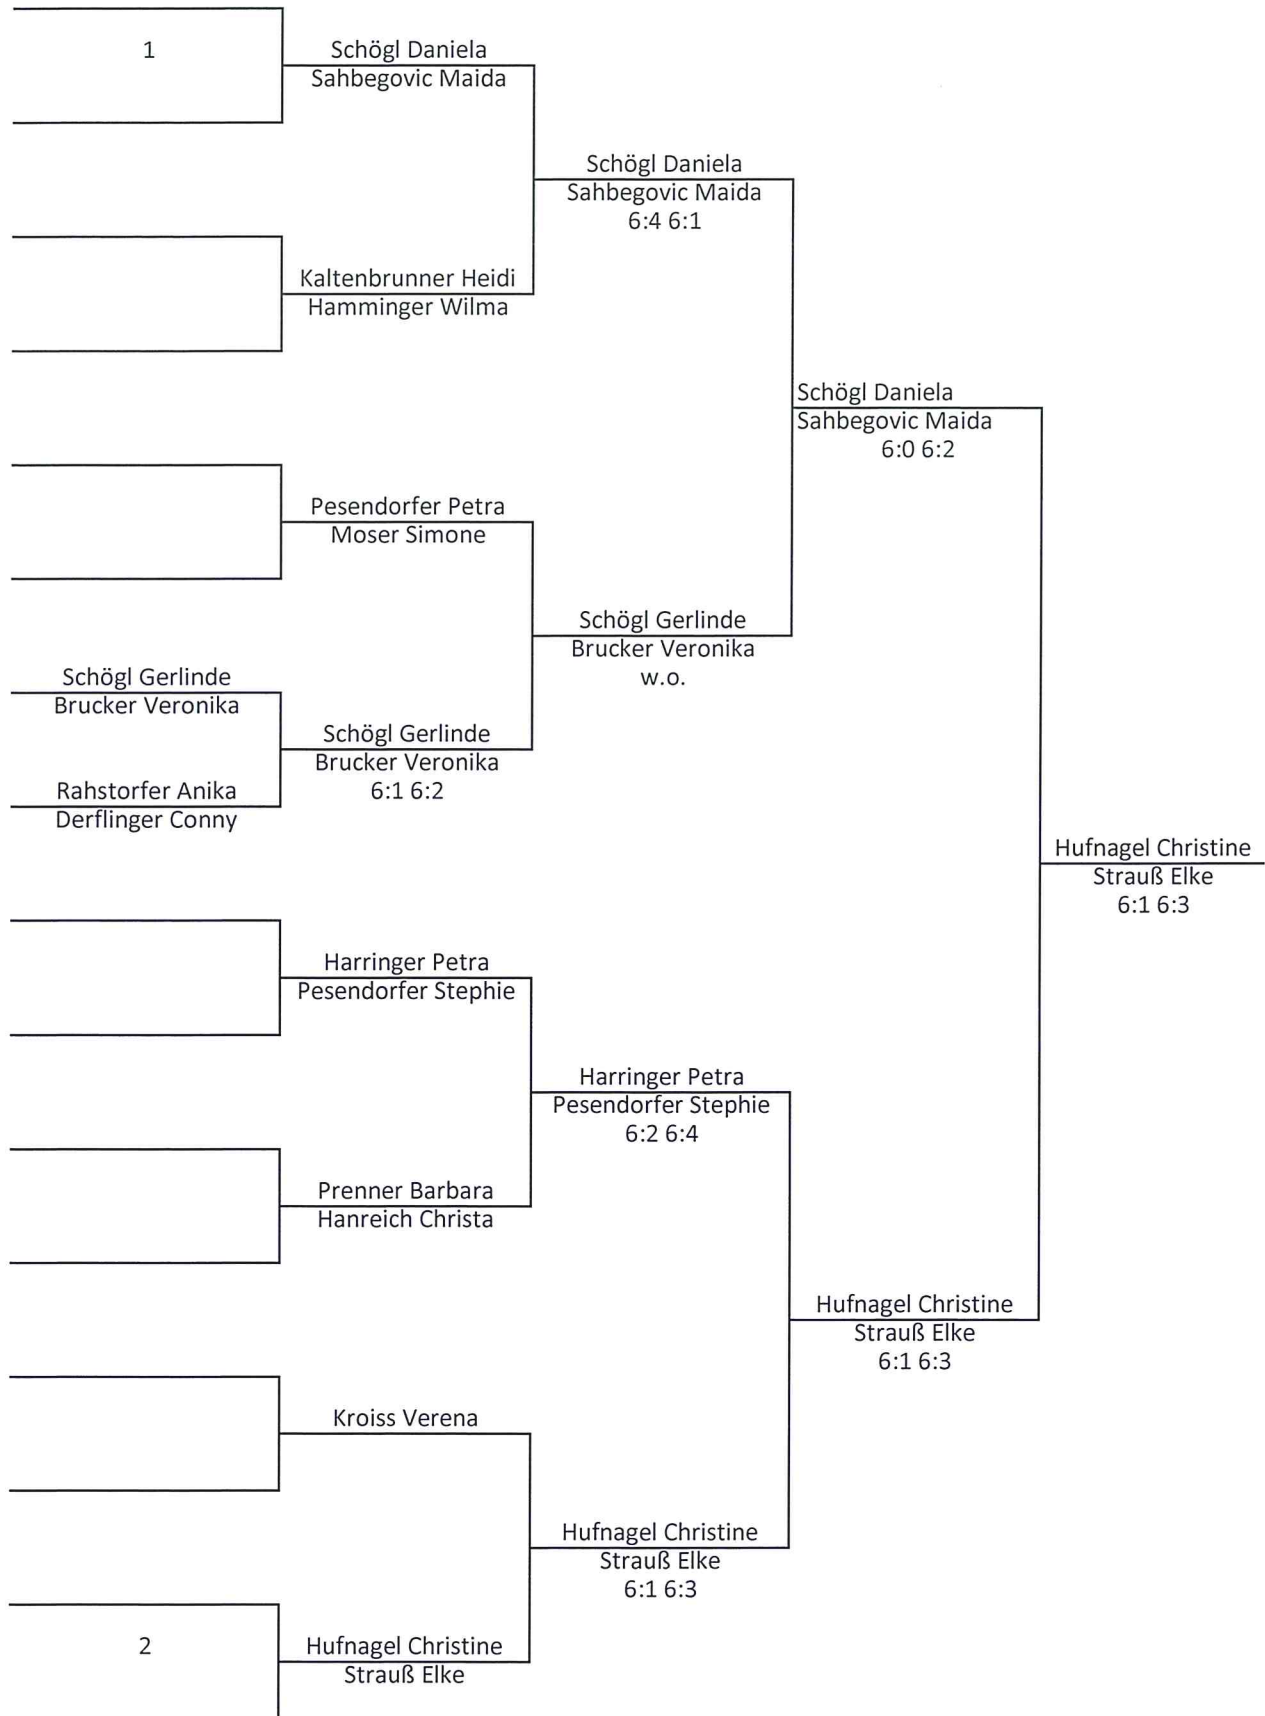 1
Schögl Daniela
Sahbegovic Maida
Schögl Daniela
Sahbegovic Maida
6:4 6:1
Kaltenbrunner Heidi
Hamminger Wilma
Schögl Daniela
Sahbegovic Maida
6:0 6:2
Pesendorfer Petra
Moser Simone
Schögl Gerlinde
Brucker Veronika
w.o.
Schögl Gerlinde
Brucker Veronika
Schögl Gerlinde
Brucker Veronika
6:1 6:2
Rahstorfer Anika
Derflinger Conny
Hufnagel Christine
Strauß Elke
6:1 6:3
Harringer Petra
Pesendorfer Stephie
Harringer Petra
Pesendorfer Stephie
6:2 6:4
Prenner Barbara
Hanreich Christa
Hufnagel Christine
Strauß Elke
6:1 6:3
Kroiss Verena
Hufnagel Christine
Strauß Elke
6:1 6:3
2
Hufnagel Christine
Strauß Elke